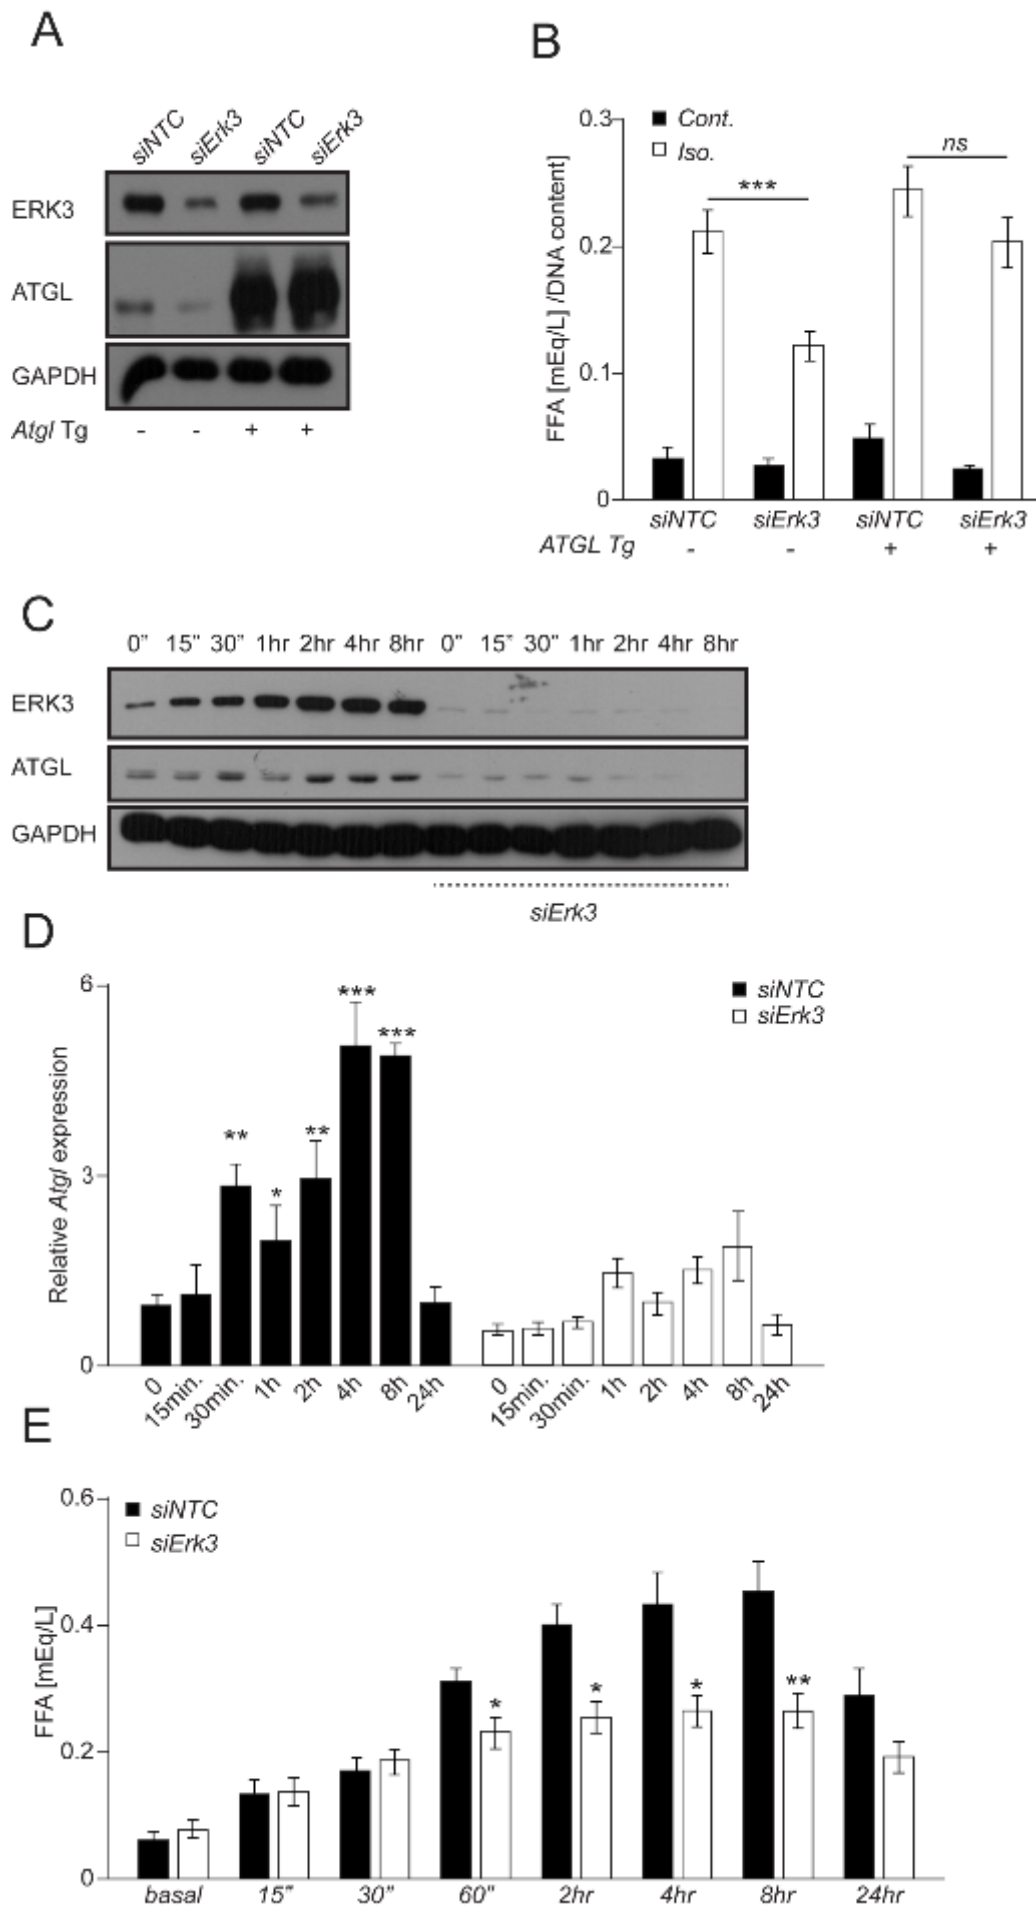 A
siNTC siErk3 siNTC siErk3
ERK3
ATGL
GAPDH
Atgl Tg - - + +
B
Cont.
Iso.
FFA [mEq/L] /DNA content]
0.3
0.2
0.1
0
***
ns
siNTC siErk3 siNTC siErk3
ATGL Tg - - + +
C
0" 15" 30" 1hr 2hr 4hr 8hr 0" 15" 30" 1hr 2hr 4hr 8hr
ERK3
ATGL
GAPDH
siErk3
D
Relative Atgl expression
6
3
0
siNTC
siErk3
** * ** *** ***
0 15min. 30min. 1h 2h 4h 8h 24h 0 15min. 30min. 1h 2h 4h 8h 24h
E
FFA [mEq/L]
0.6
0.4
0.2
0
siNTC
siErk3
* * * **
basal 15" 30" 60" 2hr 4hr 8hr 24hr